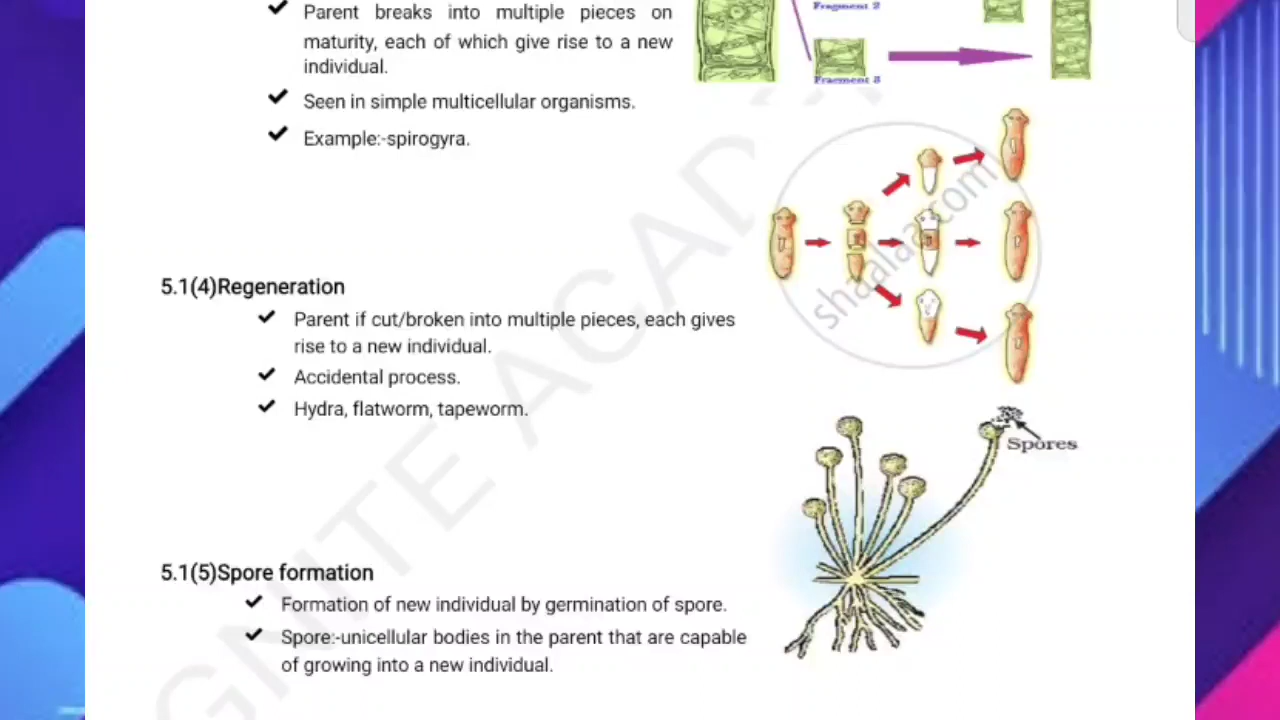 Parent breaks into multiple pieces on
maturity, each of which give rise to a new
individual.
Seen in simple multicellular organisms.
Example:-spirogyra.
Fragment 2
Fragment 3
shaalaa.com
5.1(4)Regeneration
Parent if cut/broken into multiple pieces, each gives
rise to a new individual.
Accidental process.
Hydra, flatworm, tapeworm.
Spores
5.1(5)Spore formation
Formation of new individual by germination of spore.
Spore:-unicellular bodies in the parent that are capable
of growing into a new individual.